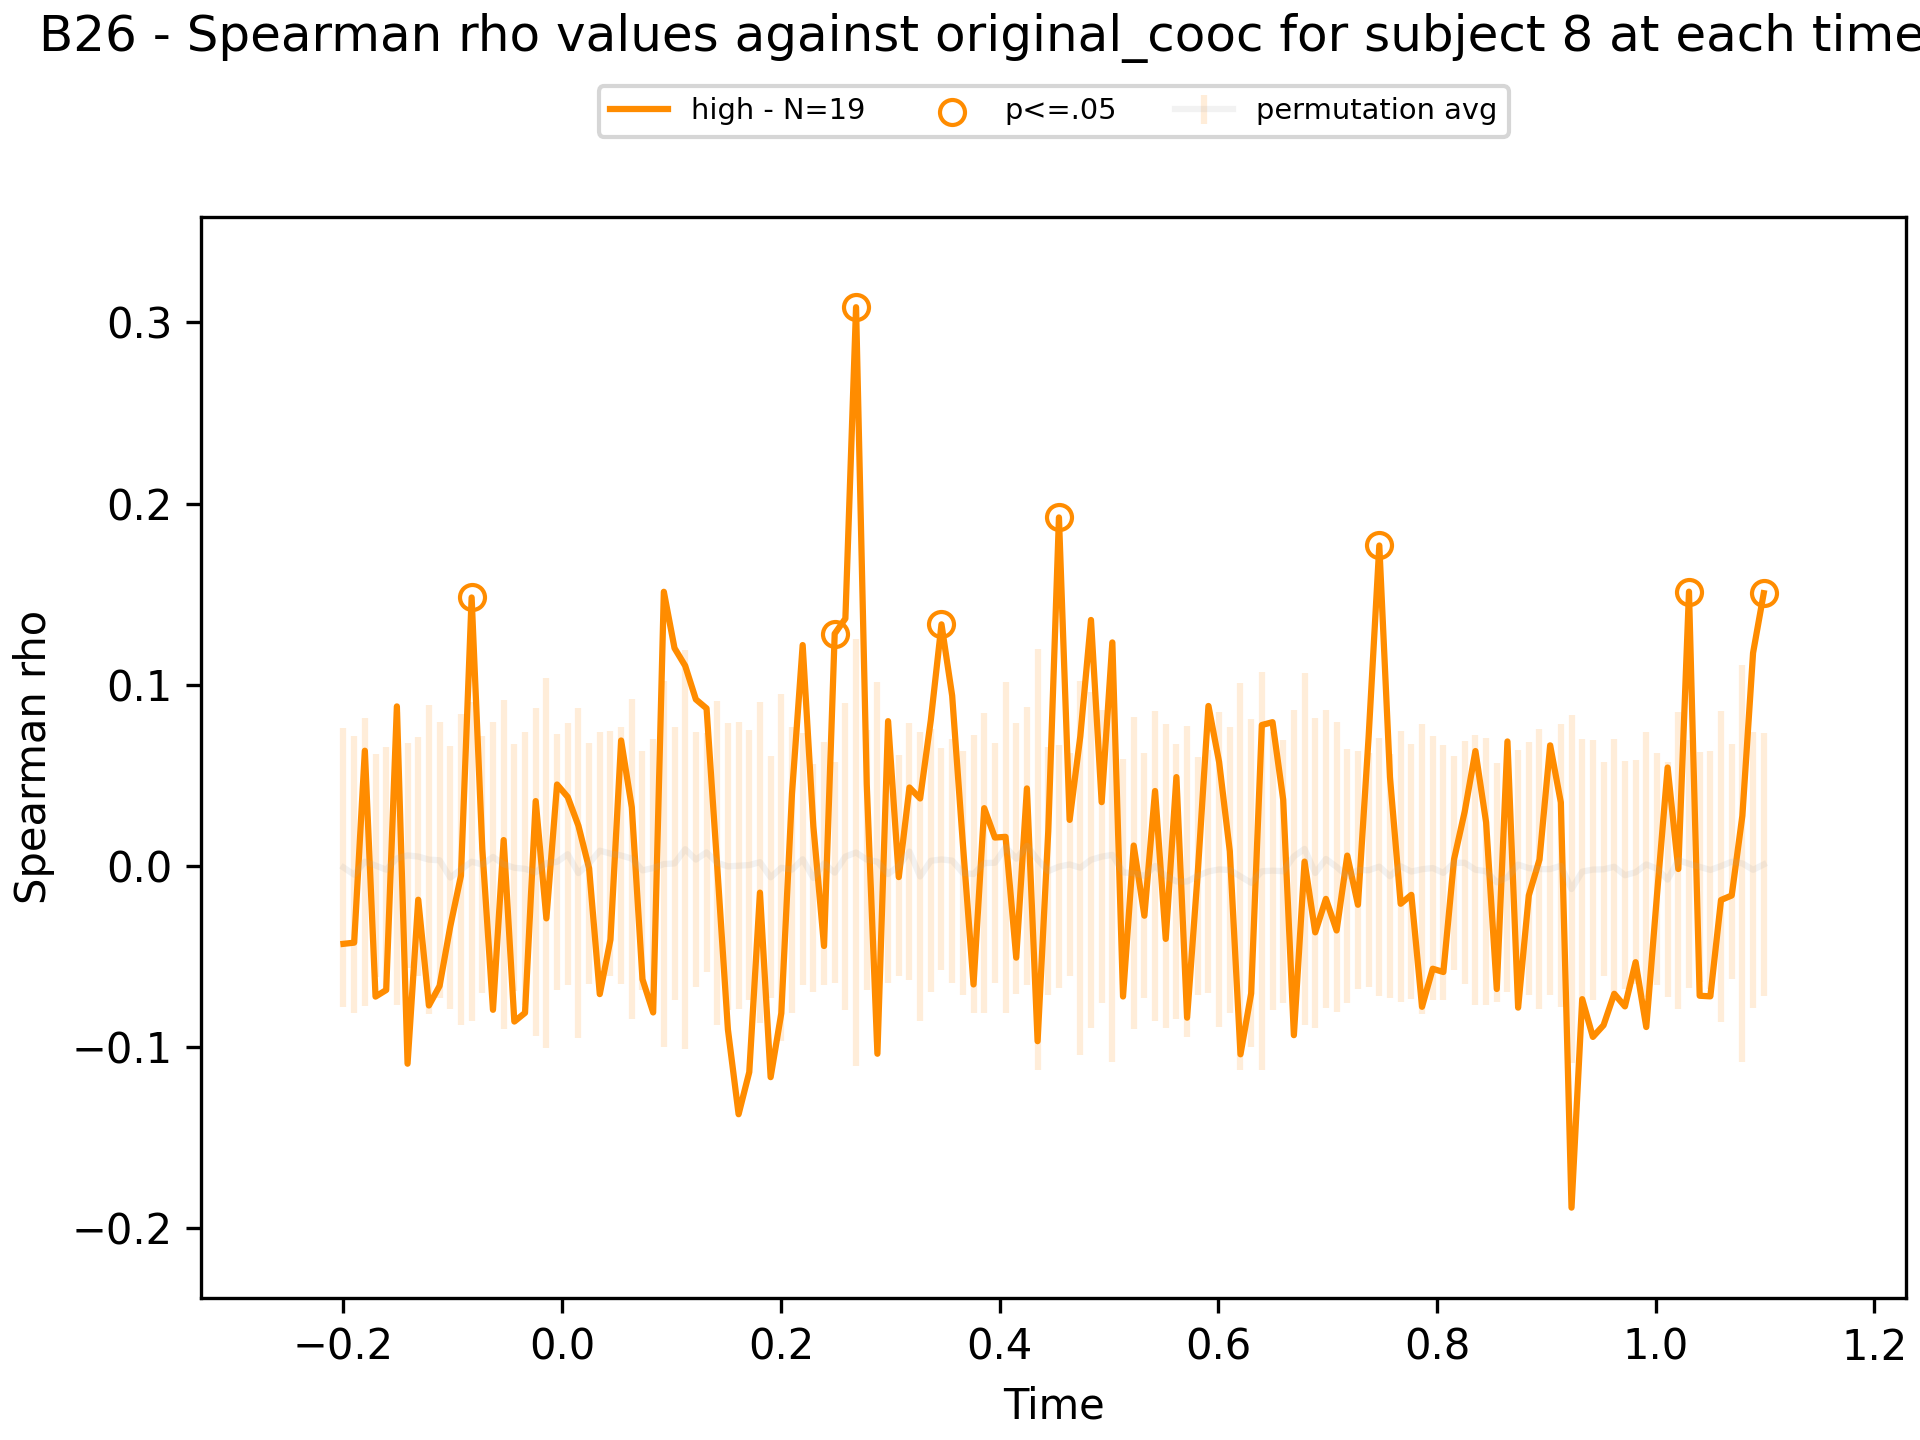 B26 - Spearman rho values against original_cooc for subject 8 at each time
high - N=19
p<=.05
permutation avg
Spearman rho
0.3
0.2
0.1
0.0
−0.1
−0.2
−0.2
0.0
0.2
0.4
0.6
0.8
1.0
1.2
Time